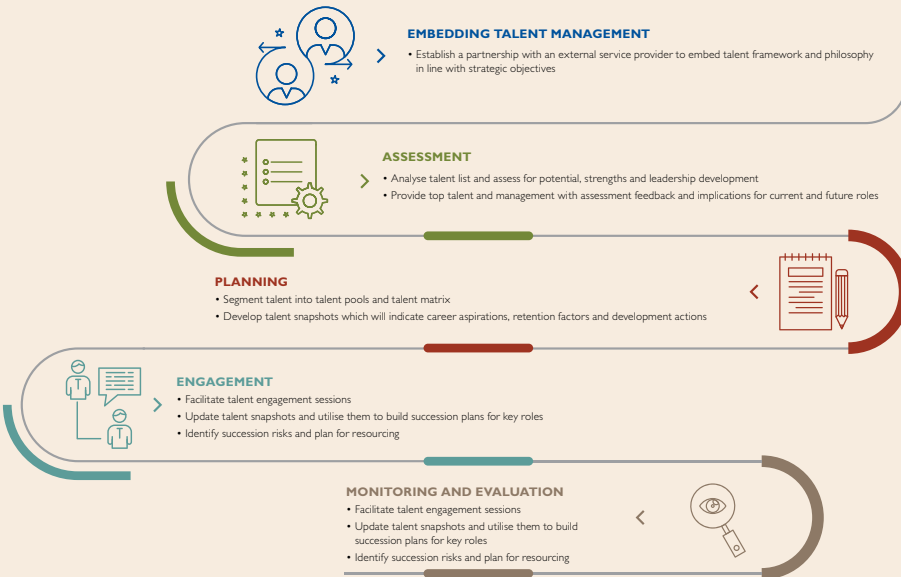 EMBEDDING TALENT MANAGEMENT
• Establish a partnership with an external service provider to embed talent framework and philosophy
in line with strategic objectives
ASSESSMENT
• Analyse talent list and assess for potential, strengths and leadership development
• Provide top talent and management with assessment feedback and implications for current and future roles
PLANNING
• Segment talent into talent pools and talent matrix
• Develop talent snapshots which will indicate career aspirations, retention factors and development actions
ENGAGEMENT
• Facilitate talent engagement sessions
• Update talent snapshots and utilise them to build succession plans for key roles
• Identify succession risks and plan for resourcing
MONITORING AND EVALUATION
• Facilitate talent engagement sessions
• Update talent snapshots and utilise them to build
succession plans for key roles
• Identify succession risks and plan for resourcing